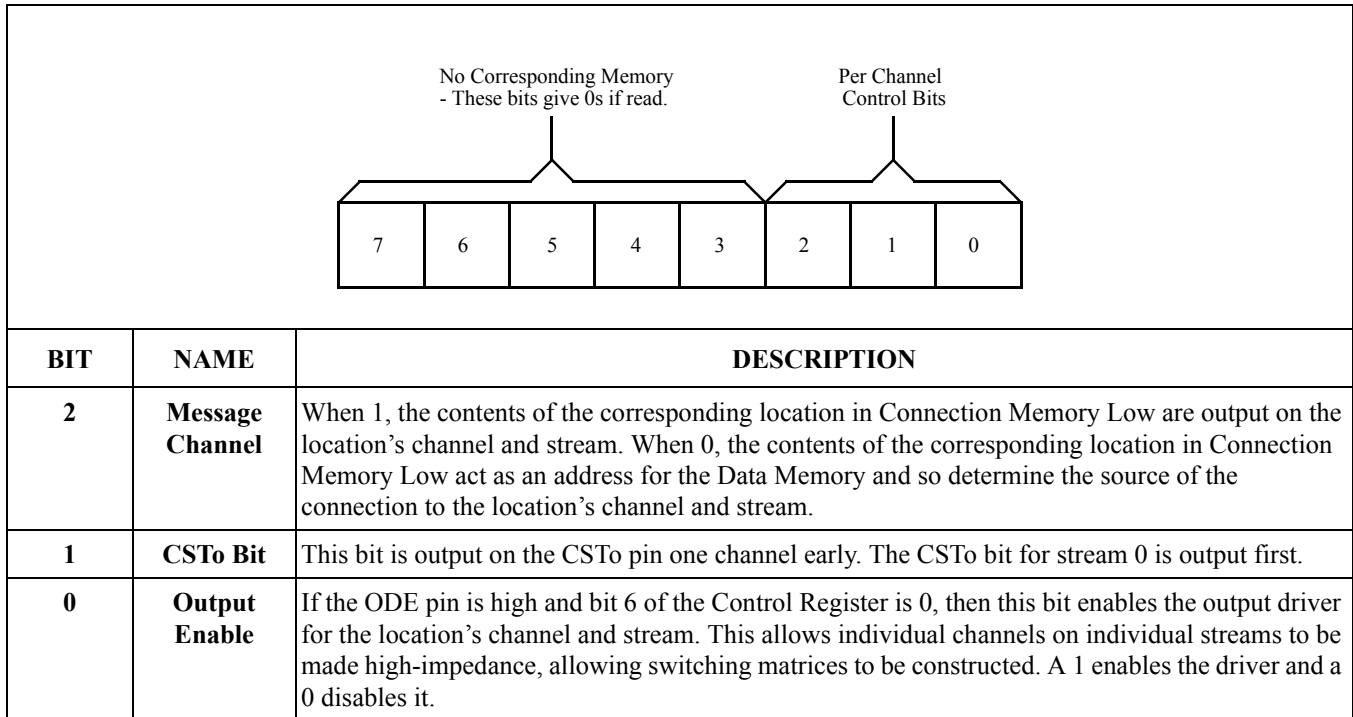 No Corresponding Memory
- These bits give 0s if read.
Per Channel
Control Bits
7 6 5 4 3 2 1 0
BIT NAME DESCRIPTION
2 Message Channel When 1, the contents of the corresponding location in Connection Memory Low are output on the
location's channel and stream. When 0, the contents of the corresponding location in Connection
Memory Low act as an address for the Data Memory and so determine the source of the
connection to the location's channel and stream.
1 CSTo Bit This bit is output on the CSTo pin one channel early. The CSTo bit for stream 0 is output first.
0 Output Enable If the ODE pin is high and bit 6 of the Control Register is 0, then this bit enables the output driver
for the location's channel and stream. This allows individual channels on individual streams to be
made high-impedance, allowing switching matrices to be constructed. A 1 enables the driver and a
0 disables it.